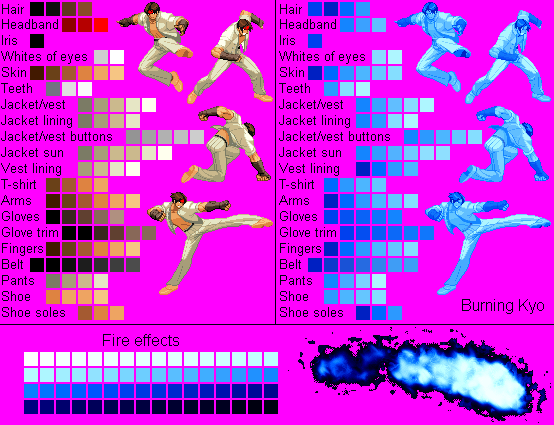 Hair
Headband
Iris
Whites of eyes
Skin
Teeth
Jacket/vest
Jacket lining
Jacket/vest buttons
Jacket sun
Vest lining
T-shirt
Arms
Gloves
Glove trim
Fingers
Belt
Pants
Shoe
Shoe soles
Hair
Headband
Iris
Whites of eyes
Skin
Teeth
Jacket/vest
Jacket lining
Jacket/vest buttons
Jacket sun
Vest lining
T-shirt
Arms
Gloves
Glove trim
Fingers
Belt
Pants
Shoe
Shoe soles
Burning Kyo
Fire effects